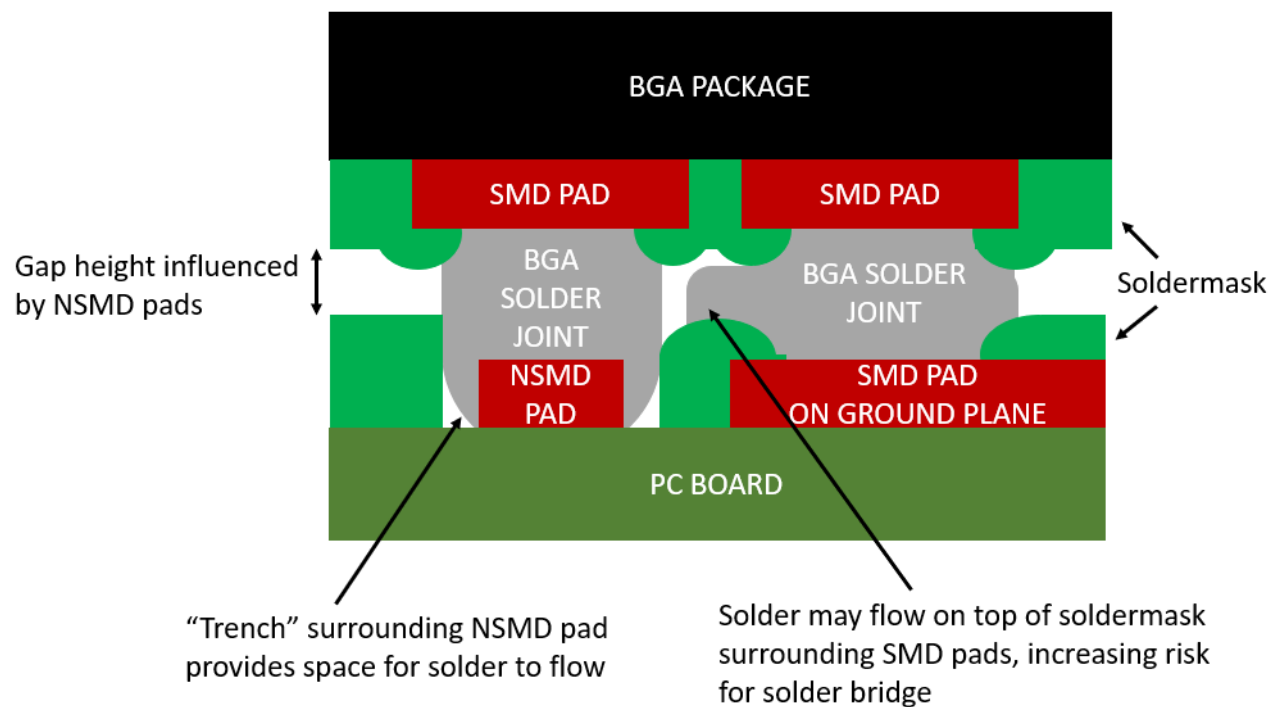 BGA PACKAGE
SMD PAD
SMD PAD
Gap height influenced
by NSMD pads
BGA
SOLDER
JOINT
BGA SOLDER
JOINT
Soldermask
NSMD
PAD
SMD PAD
ON GROUND PLANE
PC BOARD
“Trench” surrounding NSMD pad
provides space for solder to flow
Solder may flow on top of soldermask
surrounding SMD pads, increasing risk
for solder bridge